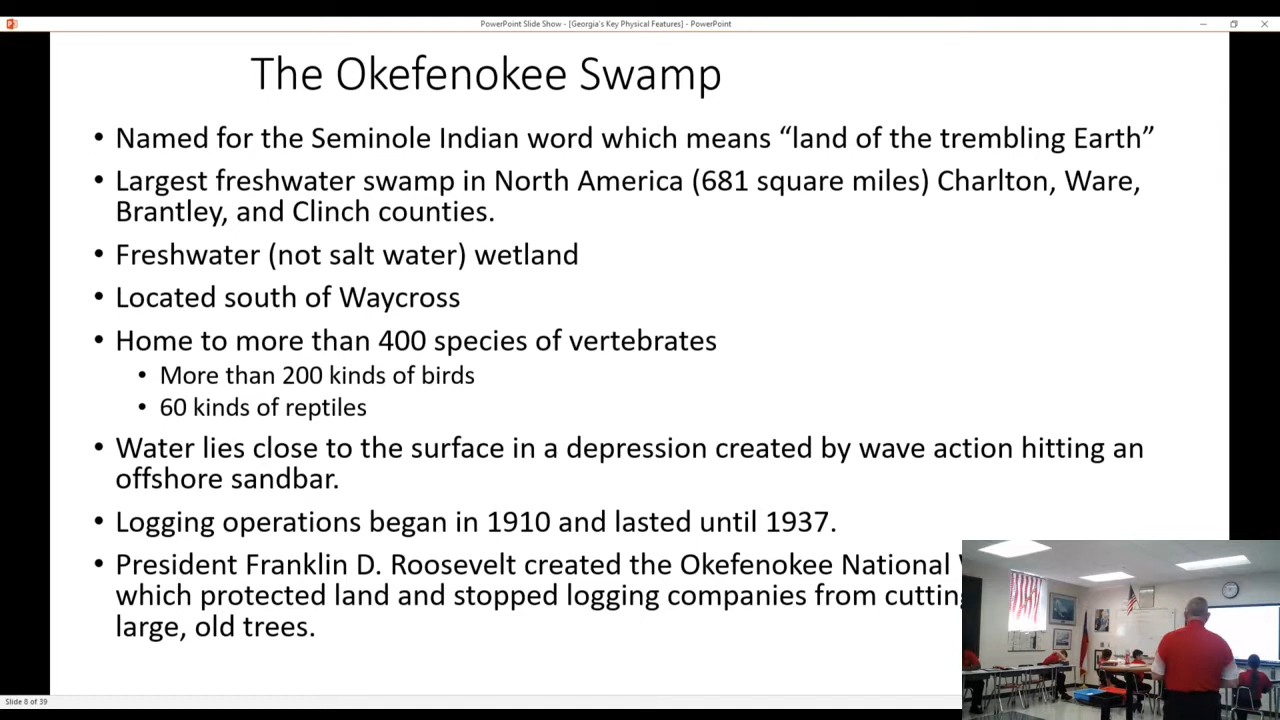 PowerPoint Slide Show - [Georgia's Key Physical Features] - PowerPoint
The Okefenokee Swamp
• Named for the Seminole Indian word which means “land of the trembling Earth”
• Largest freshwater swamp in North America (681 square miles) Charlton, Ware,
Brantley, and Clinch counties.
• Freshwater (not salt water) wetland
• Located south of Waycross
• Home to more than 400 species of vertebrates
• More than 200 kinds of birds
• 60 kinds of reptiles
• Water lies close to the surface in a depression created by wave action hitting an
offshore sandbar.
• Logging operations began in 1910 and lasted until 1937.
• President Franklin D. Roosevelt created the Okefenokee National
which protected land and stopped logging companies from cutting
large, old trees.
Slide 8 of 39